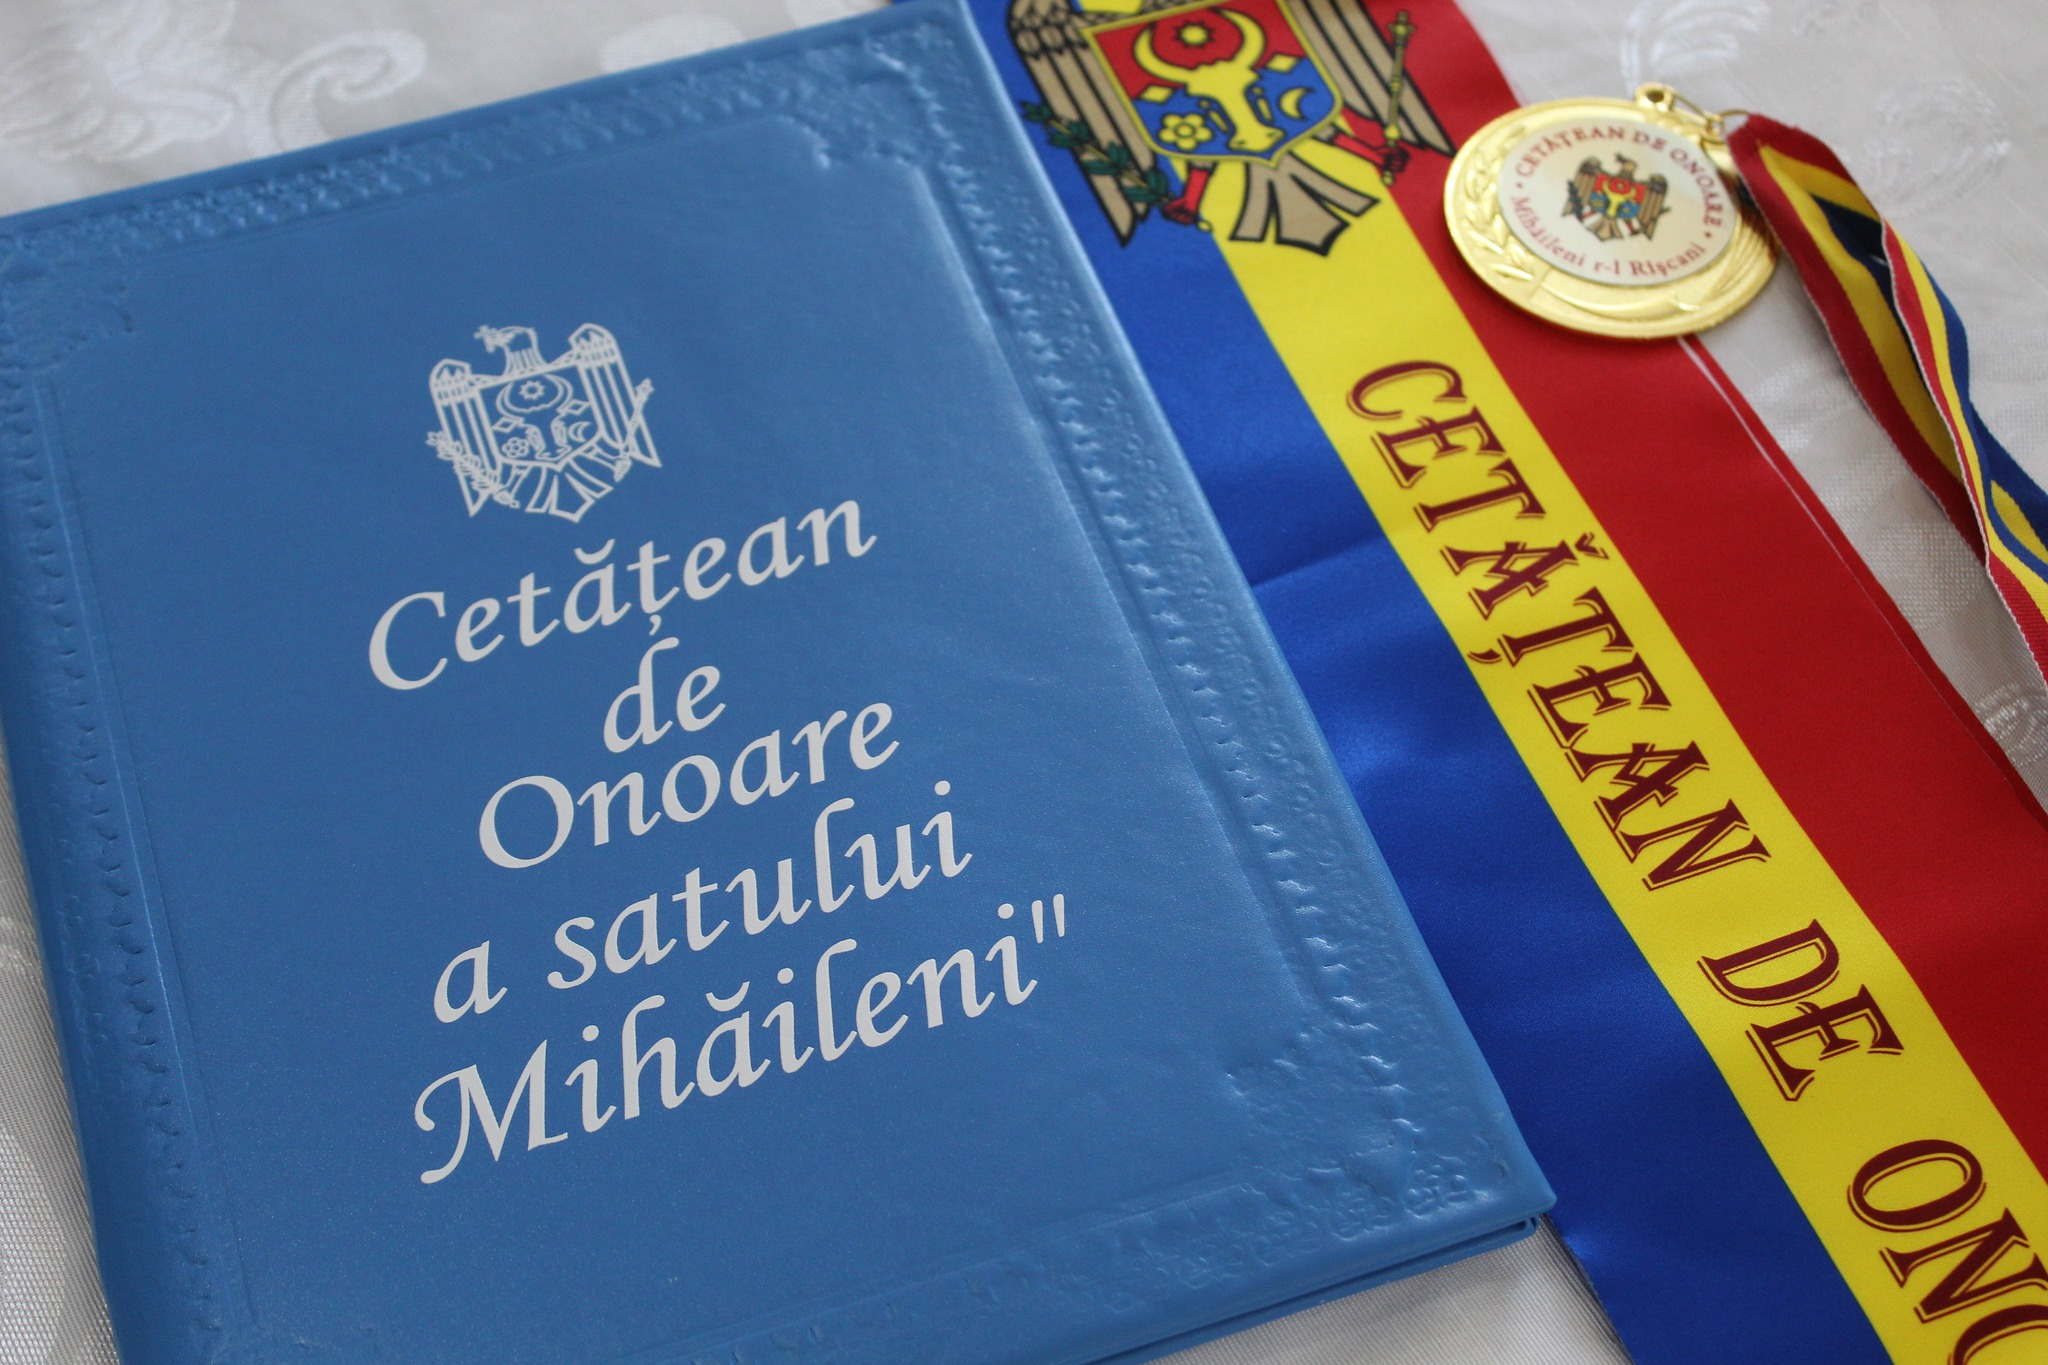 Cetățean
de
Onoare
a satului
Mihăileni"
CETĂȚEAN DE ONO
CETĂȚEAN DE ONOARE
Mihăileni r-l Rîșcani